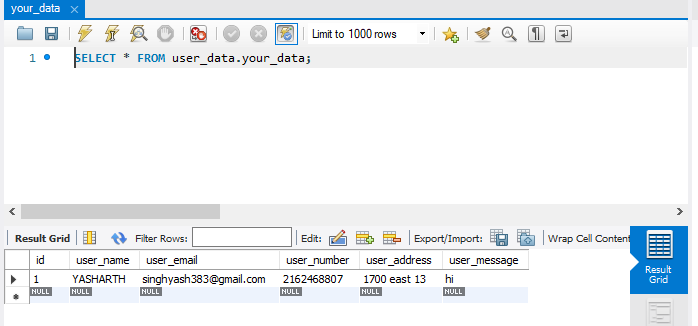 your_data
Limit to 1000 rows
1 SELECT * FROM user_data.your_data;
Result Grid Filter Rows: Edit: Export/Import: Wrap Cell Content
id user_name user_email user_number user_address user_message
1 YASHARTH singhyash383@gmail.com 2162468807 1700 east 13 hi
NULL NULL NULL NULL NULL NULL
Result
Grid